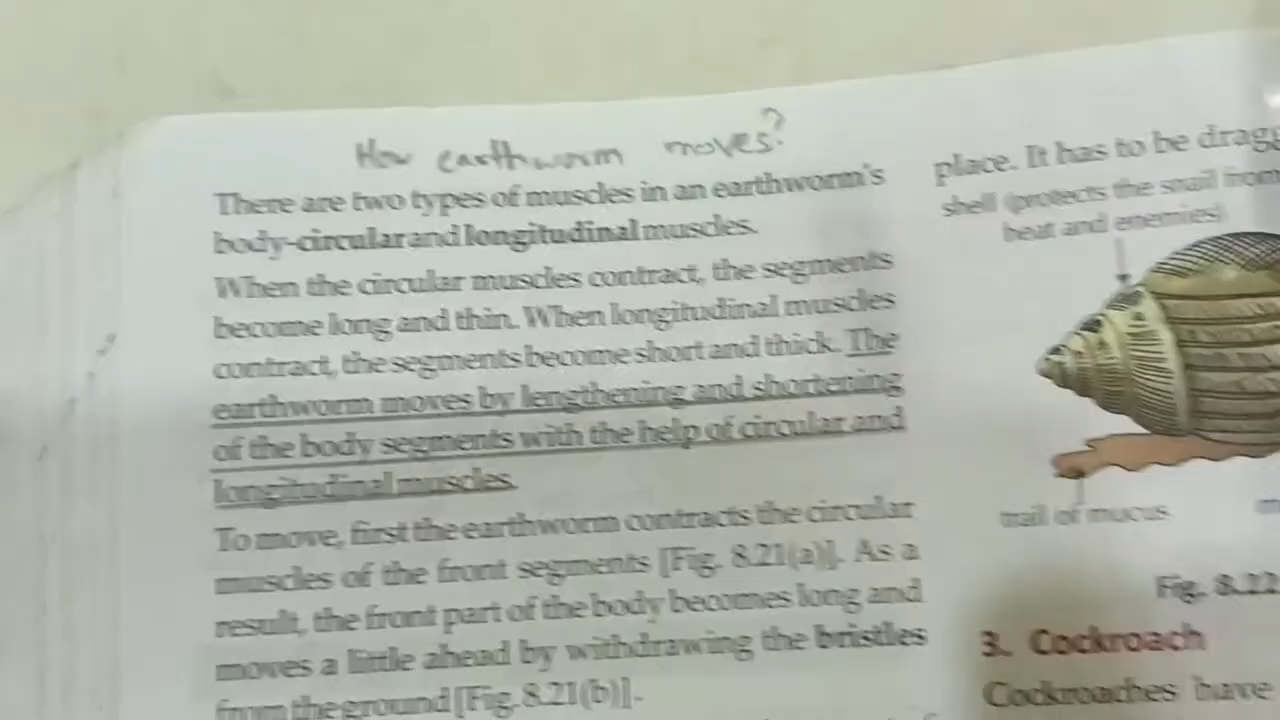 How earthworm moves?
There are two types of muscles in an earthworm's
body-circular and longitudinal muscles.
When the circular muscles contract, the segments
become long and thin. When longitudinal muscles
contract, the segments become short and thick. The
earthworm moves by lengthening and shortening
of the body segments with the help of circular and
longitudinal muscles.
To move, first the earthworm contracts the circular
muscles of the front segments [Fig. 8.21(a)]. As a
result, the front part of the body becomes long and
moves a little ahead by withdrawing the bristles
from the ground [Fig. 8.21(b)].
place. It has to be
shell (protects the snail from
heat and enemies)
trail of mucus
Fig. 8.22
3. Cockroach
Cockroaches have